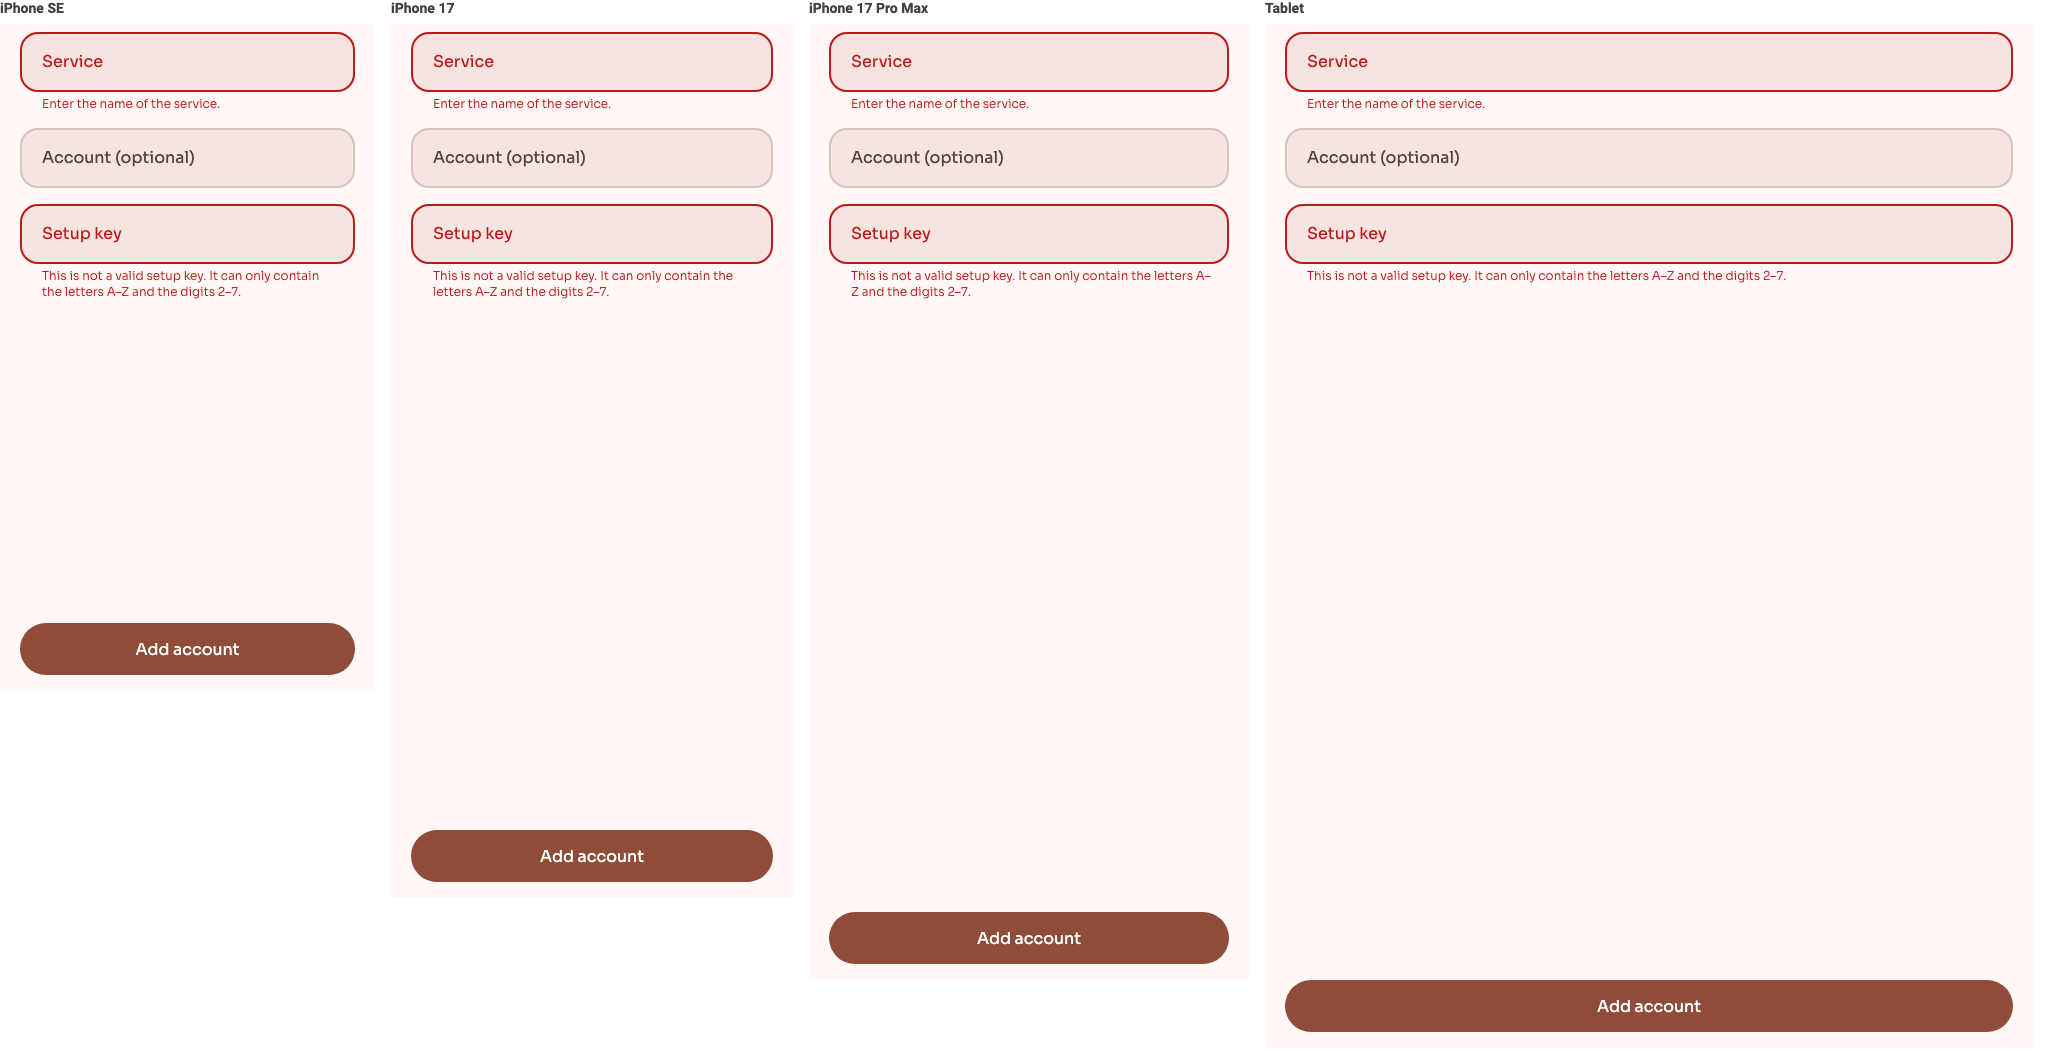 iPhone SE
Service
Enter the name of the service.
Account (optional)
Setup key
This is not a valid setup key. It can only contain
the letters A–Z and the digits 2–7.
Add account
iPhone 17
Service
Enter the name of the service.
Account (optional)
Setup key
This is not a valid setup key. It can only contain the
letters A–Z and the digits 2–7.
Add account
iPhone 17 Pro Max
Service
Enter the name of the service.
Account (optional)
Setup key
This is not a valid setup key. It can only contain the letters A–
Z and the digits 2–7.
Add account
Tablet
Service
Enter the name of the service.
Account (optional)
Setup key
This is not a valid setup key. It can only contain the letters A–Z and the digits 2–7.
Add account